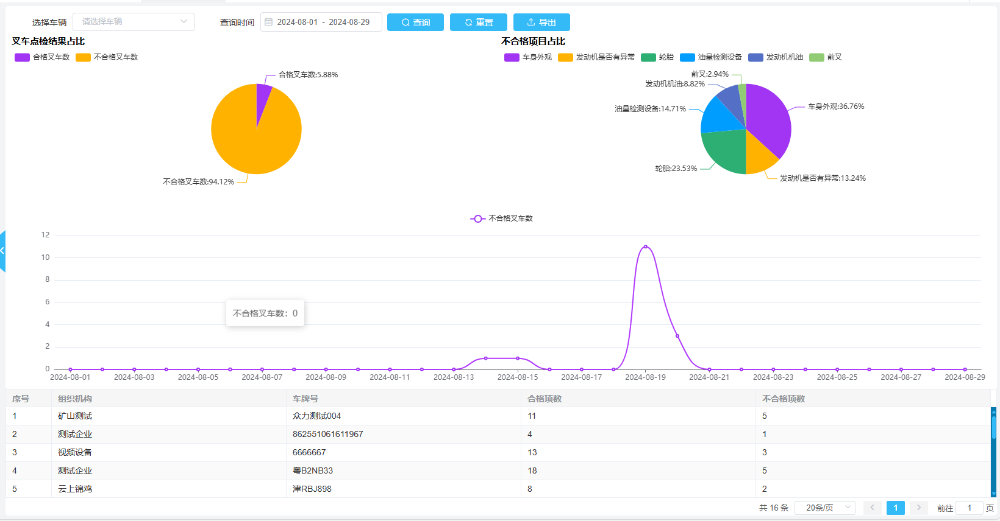 选择车辆 请选择车辆 查询时间 2024-08-01 - 2024-08-29 查询 重置 导出
叉车点检结果占比
合格叉车数 不合格叉车数
合格叉车数:5.88%
不合格叉车数:94.12%
不合格项目占比
车身外观 发动机是否有异常 轮胎 油量检测设备 发动机机油 前叉
前叉:2.94%
发动机机油:8.82%
油量检测设备:14.71%
车身外观:36.76%
轮胎:23.53%
发动机是否有异常:13.24%
不合格叉车数
12
10
8
6
4
2
0
不合格叉车数：0
2024-08-01 2024-08-03 2024-08-05 2024-08-07 2024-08-09 2024-08-11 2024-08-13 2024-08-15 2024-08-17 2024-08-19 2024-08-21 2024-08-23 2024-08-25 2024-08-27 2024-08-29
序号 组织机构 车牌号 合格项数 不合格项数
1 矿山测试 众力测试004 11 5
2 测试企业 862551061611967 4 1
3 视频设备 6666667 13 3
4 测试企业 粤B2NB33 18 5
5 云上锦鸡 津RBJ898 8 2
共 16 条 20条/页 1 前往 1 页